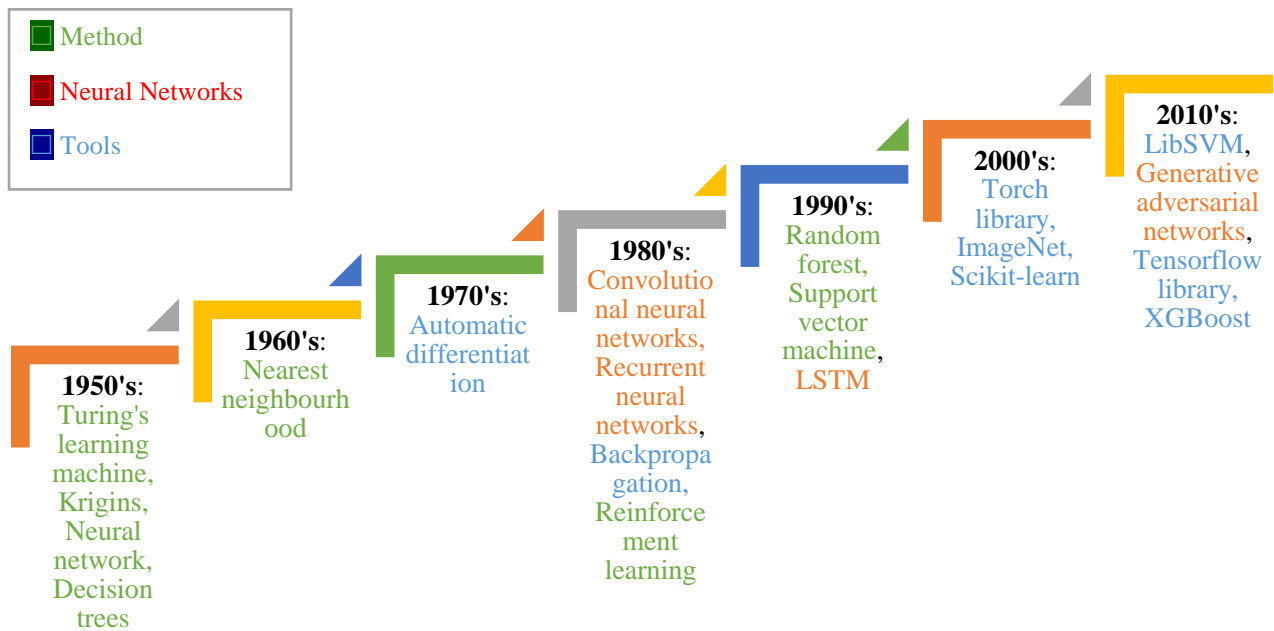 Method
Neural Networks
Tools
1950's:
Turing's
learning
machine,
Krigins,
Neural
network,
Decision
trees
1960's:
Nearest
neighbourh
ood
1970's:
Automatic
differentiat
ion
1980's:
Convolutio
nal neural
networks,
Recurrent
neural
networks,
Backpropa
gation,
Reinforce
ment
learning
1990's:
Random
forest,
Support
vector
machine,
LSTM
2000's:
Torch
library,
ImageNet,
Scikit-learn
2010's:
LibSVM,
Generative
adversarial
networks,
Tensorflow
library,
XGBoost